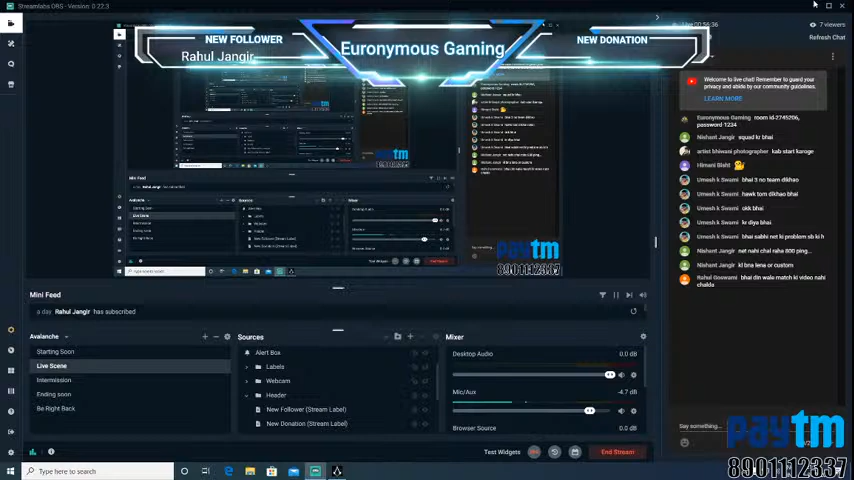 Streamlabs OBS - Version: 0.22.3
Live 00:56:36
7 viewers
Refresh Chat
NEW FOLLOWER
Rahul Jangir
Euronymous Gaming
NEW DONATION
Welcome to live chat! Remember to guard your
privacy and abide by our community guidelines.
LEARN MORE
Euronymous Gaming room id-2745206,
password 1234
Nishant Jangir squad kr bhai
artist bhiwani photographer kab start karoge
Himani Bisht
Umesh k Swami bhai 3 no team dikhao
Umesh k Swami hawk tom bhai
Umesh k Swami okk bhai
Umesh k Swami kr diya bhai
Umesh k Swami bhai sabhi net ki problem sb ki h
Nishant Jangir net nahi chal raha 800 ping...
Nishant Jangir kl bna lena or custom
Rahul Goswami bhai din wale match ki video nahi
chalda
Say something...
paytm
8901112337
Mini Feed
a day Rahul Jangir has subscribed
Avalanche
Starting Soon
Live Scene
Intermission
Ending soon
Be Right Back
Sources
Alert Box
Labels
Webcam
Header
New Follower (Stream Label)
New Donation (Stream Label)
Mixer
Desktop Audio 0.0 dB
Mic/Aux -4.7 dB
Browser Source 0.0 dB
Test Widgets
End Stream
Type here to search
paytm
8901112337